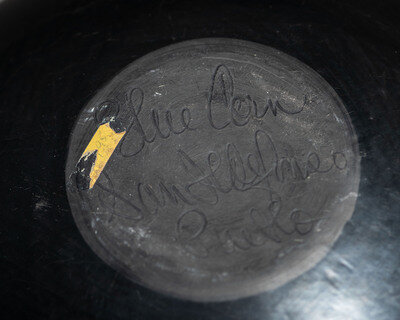 Blue Corn
San Ildefonso
Pueblo